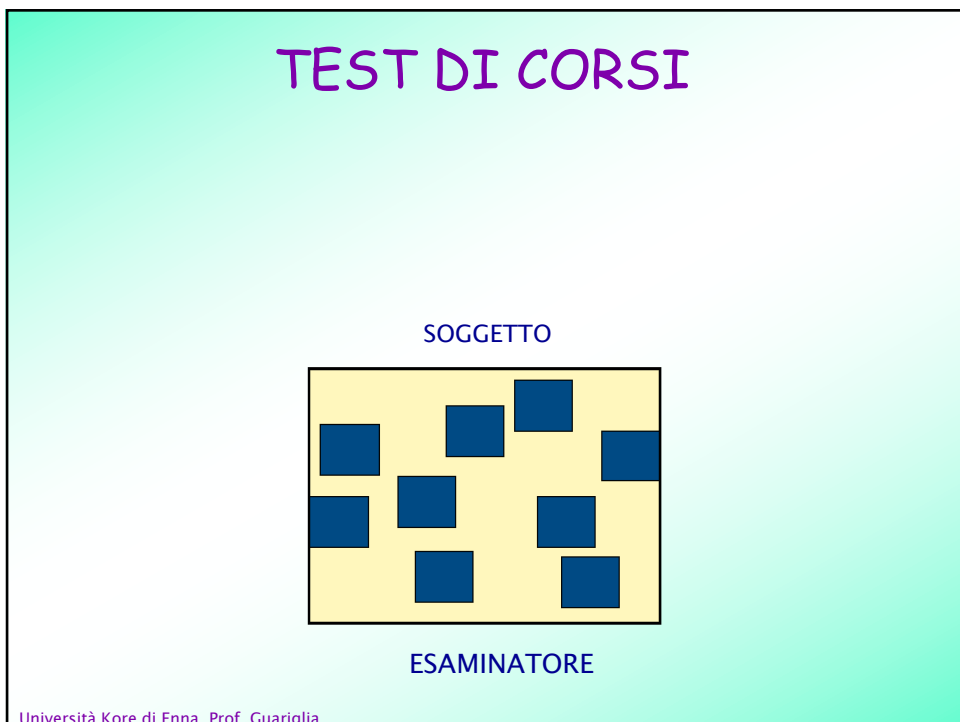 TEST DI CORSI
SOGGETTO
ESAMINATORE
Università Kore di Enna Prof. Guariglia